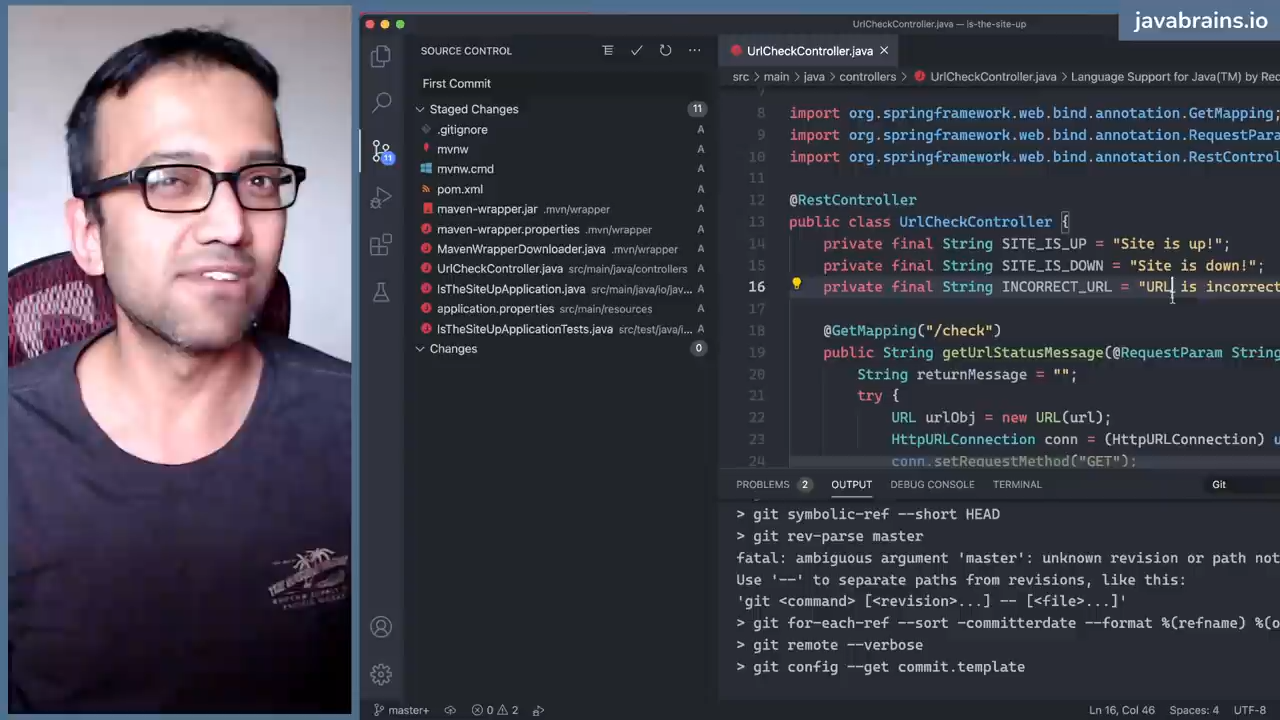 javabrains.io
UrlCheckController.java — is-the-site-up
SOURCE CONTROL
First Commit
Staged Changes 11
.gitignore A
mvnw A
mvnw.cmd A
pom.xml A
maven-wrapper.jar .mvn/wrapper A
maven-wrapper.properties .mvn/wrapper A
MavenWrapperDownloader.java .mvn/wrapper A
UrlCheckController.java src/main/java/controllers A
IsTheSiteUpApplication.java src/main/java/io/jav... A
application.properties src/main/resources A
IsTheSiteUpApplicationTests.java src/test/java/i... A
Changes 0
11
UrlCheckController.java
src > main > java > controllers > UrlCheckController.java > Language Support for Java(TM) by Rec
8 import org.springframework.web.bind.annotation.GetMapping;
9 import org.springframework.web.bind.annotation.RequestPara
10 import org.springframework.web.bind.annotation.RestControl
11
12 @RestController
13 public class UrlCheckController {
14 private final String SITE_IS_UP = "Site is up!";
15 private final String SITE_IS_DOWN = "Site is down!";
16 private final String INCORRECT_URL = "URL is incorrect
17
18 @GetMapping("/check")
19 public String getUrlStatusMessage(@RequestParam String
20 String returnMessage = "";
21 try {
22 URL urlObj = new URL(url);
23 HttpURLConnection conn = (HttpURLConnection) u
24 conn.setRequestMethod("GET");
PROBLEMS 2 OUTPUT DEBUG CONSOLE TERMINAL Git
> git symbolic-ref --short HEAD
> git rev-parse master
fatal: ambiguous argument 'master': unknown revision or path not
Use '--' to separate paths from revisions, like this:
'git <command> [<revision>...] -- [<file>...]'
> git for-each-ref --sort -committerdate --format %(refname) %(o
> git remote --verbose
> git config --get commit.template
master+ 0 2 Ln 16, Col 46 Spaces: 4 UTF-8